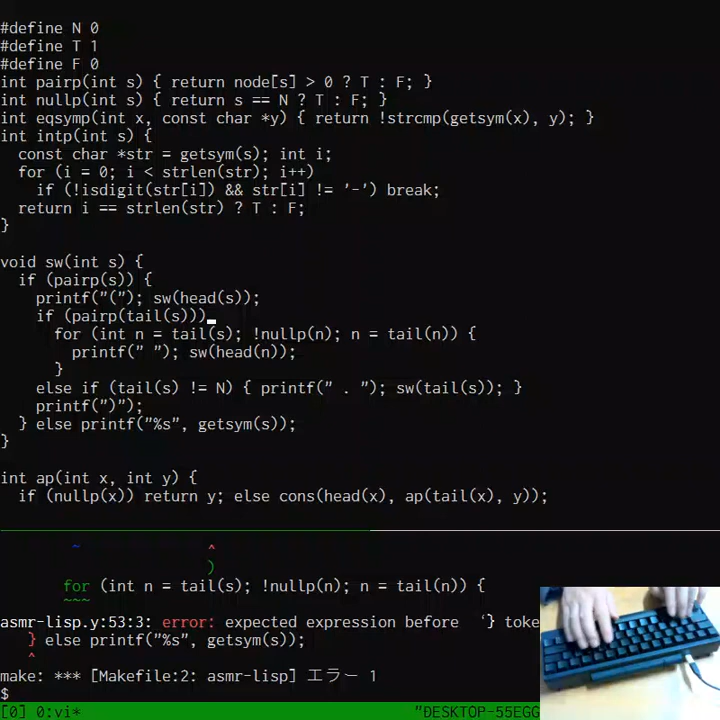 #define N 0
#define T 1
#define F 0
int pairp(int s) { return node[s] > 0 ? T : F; }
int nullp(int s) { return s == N ? T : F; }
int eqsymp(int x, const char *y) { return !strcmp(getsym(x), y); }
int intp(int s) {
  const char *str = getsym(s); int i;
  for (i = 0; i < strlen(str); i++)
    if (!isdigit(str[i]) && str[i] != '-') break;
  return i == strlen(str) ? T : F;
}
void sw(int s) {
  if (pairp(s)) {
    printf("("); sw(head(s));
    if (pairp(tail(s)))
      for (int n = tail(s); !nullp(n); n = tail(n)) {
        printf(" "); sw(head(n));
      }
    else if (tail(s) != N) { printf(" . "); sw(tail(s)); }
    printf(")");
  } else printf("%s", getsym(s));
}
int ap(int x, int y) {
  if (nullp(x)) return y; else cons(head(x), ap(tail(x), y));
~ ^
)
for (int n = tail(s); !nullp(n); n = tail(n)) {
~~~
asmr-lisp.y:53:3: error: expected expression before ‘} toke
} else printf("%s", getsym(s));
^
make: *** [Makefile:2: asmr-lisp] エラー 1
$
[0] 0:vi* "DESKTOP-55EGG